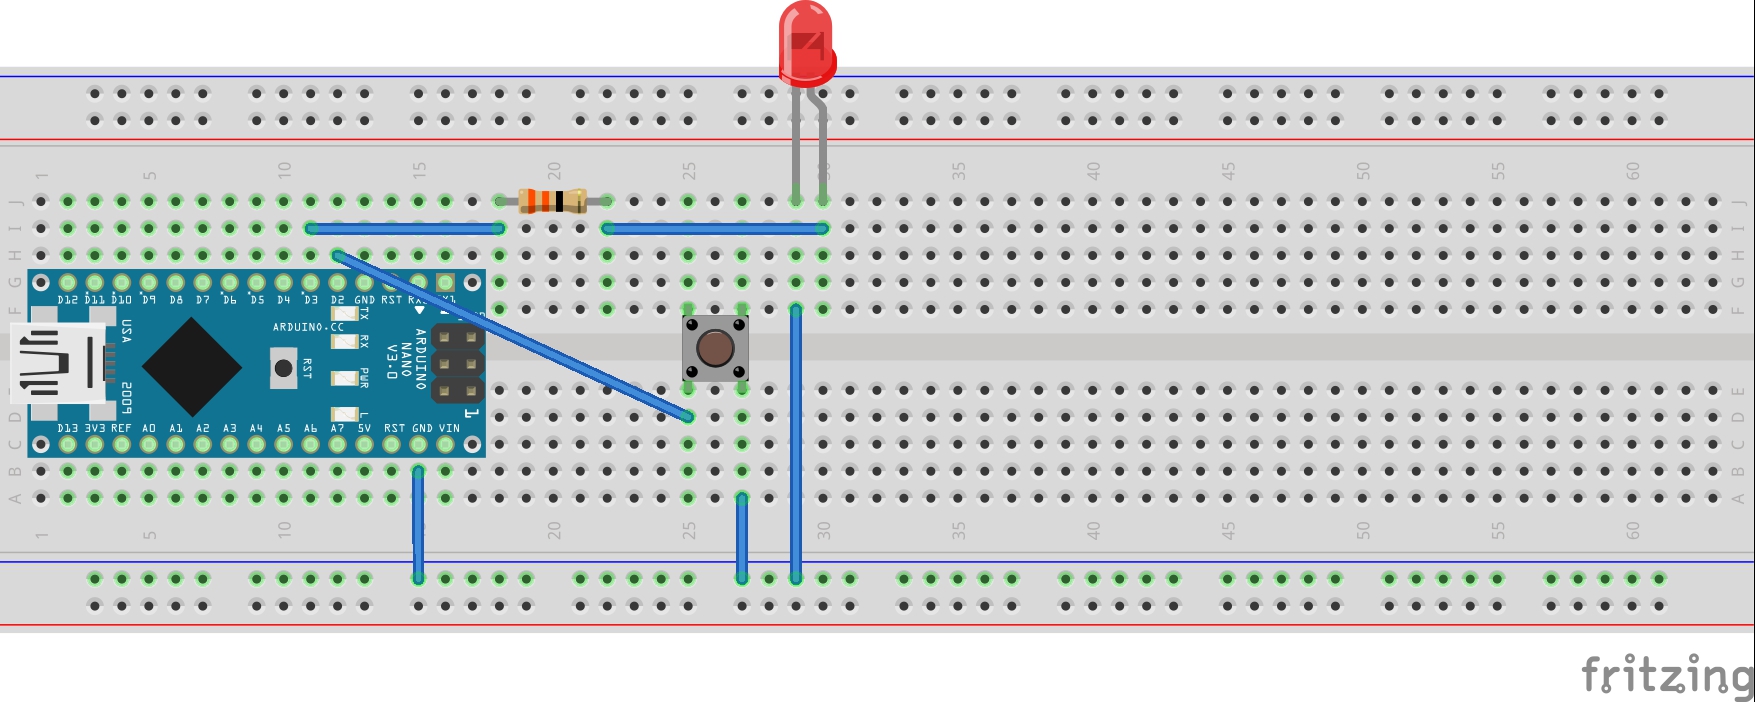 1 5 10 15 20 25 30 35 40 45 50 55 60
J J
I I
H H
G G
D12 D11 D10 D9 D8 D7 D6 D5 D4 D3 D2 GND RST RX0 TX1
F F
USA
TX
ARDUINO.CC
RX
RST
ARDUINO
NANO
V3.0
PWR
E
2009
L
1
D D
D13 3V3 REF A0 A1 A2 A3 A4 A5 A6 A7 5V RST GND VIN
C C
B B
A A
1 5 10 15 20 25 30 35 40 45 50 55 60
fritzing